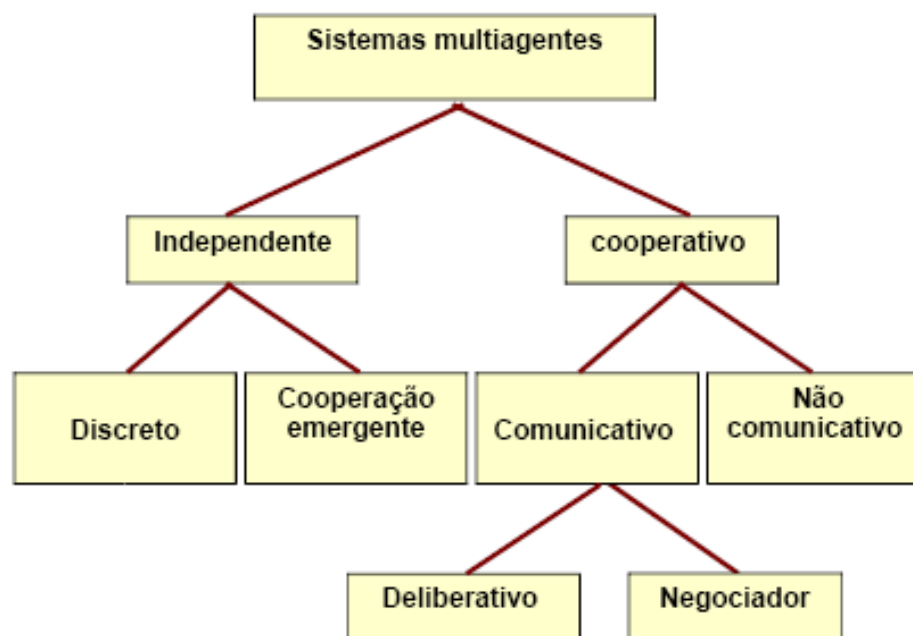 Sistemas multiagentes
Independente
cooperativo
Discreto
Cooperação
emergente
Comunicativo
Não
comunicativo
Deliberativo
Negociador